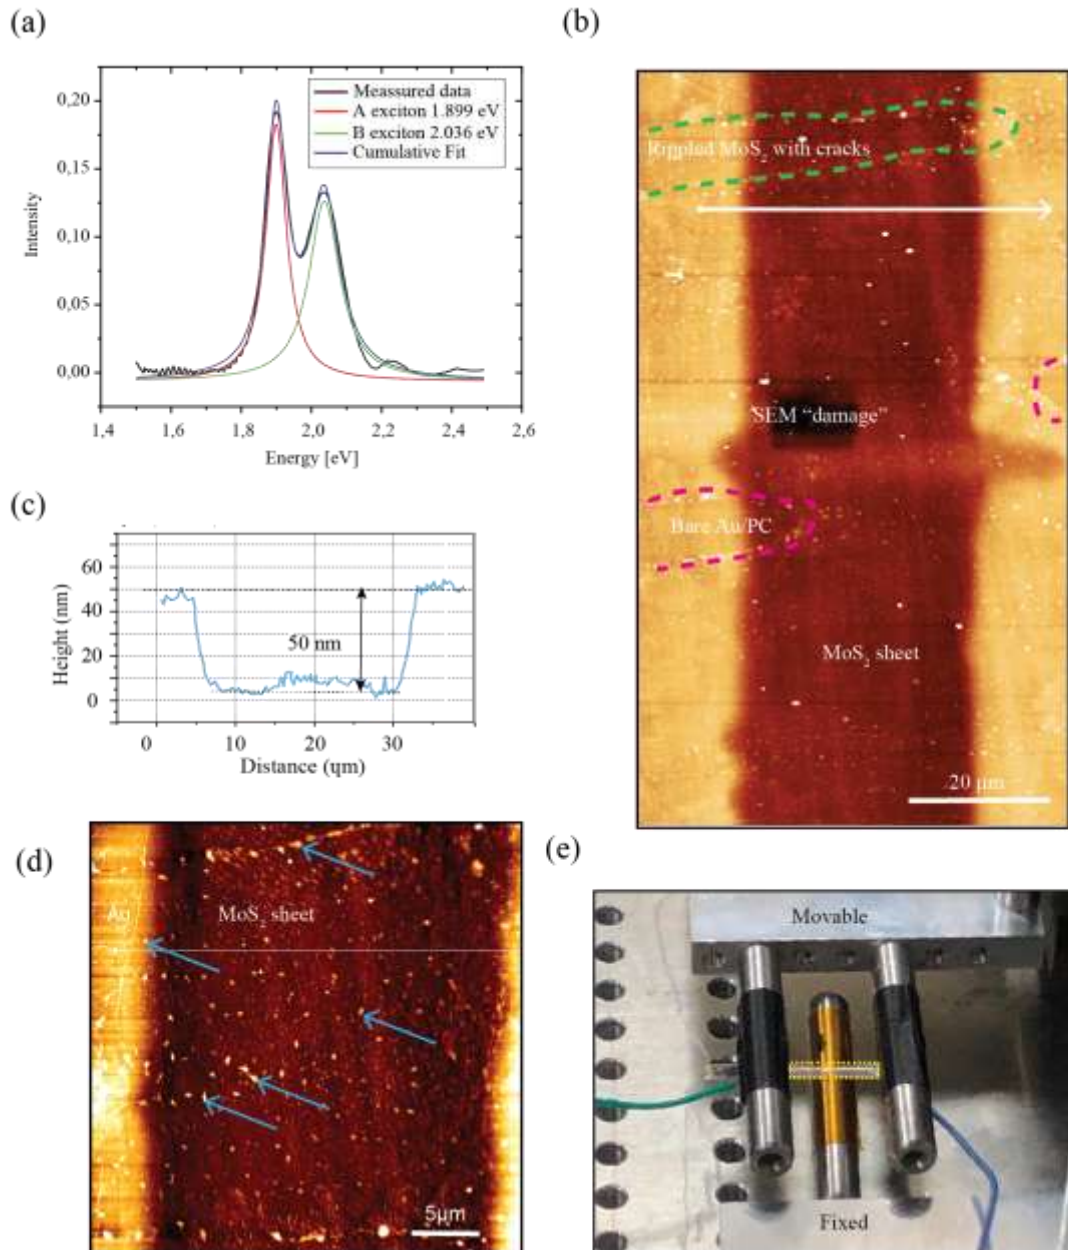 (a)
0,20
0,15
0,10
0,05
0,00
Intensity
1,4 1,6 1,8 2,0 2,2 2,4 2,6
Energy [eV]
Meassured data
A exciton 1.899 eV
B exciton 2.036 eV
Cumulative Fit
(b)
Rippled MoS₂ with cracks
SEM “damage”
Bare Au/PC
MoS₂ sheet
20 μm
(c)
60
40
20
0
Height (nm)
50 nm
0 10 20 30
Distance (ɥm)
(d)
Au
MoS₂ sheet
5μm
(e)
Movable
Fixed